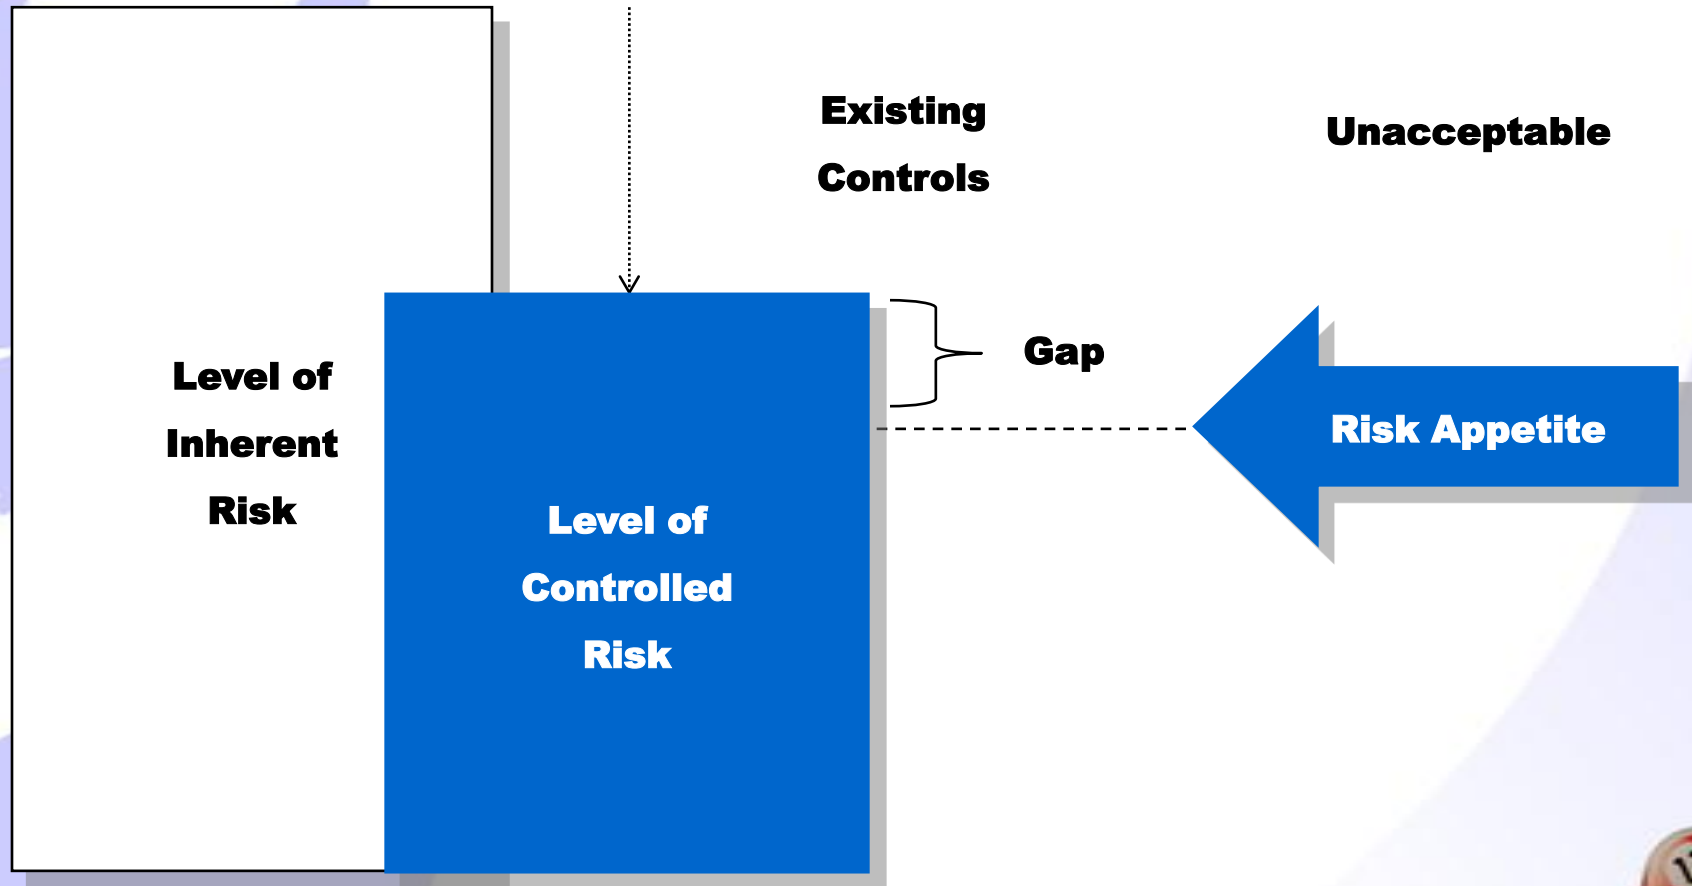 Existing
Controls
Unacceptable
Gap
Level of
Inherent
Risk
Risk Appetite
Level of
Controlled
Risk